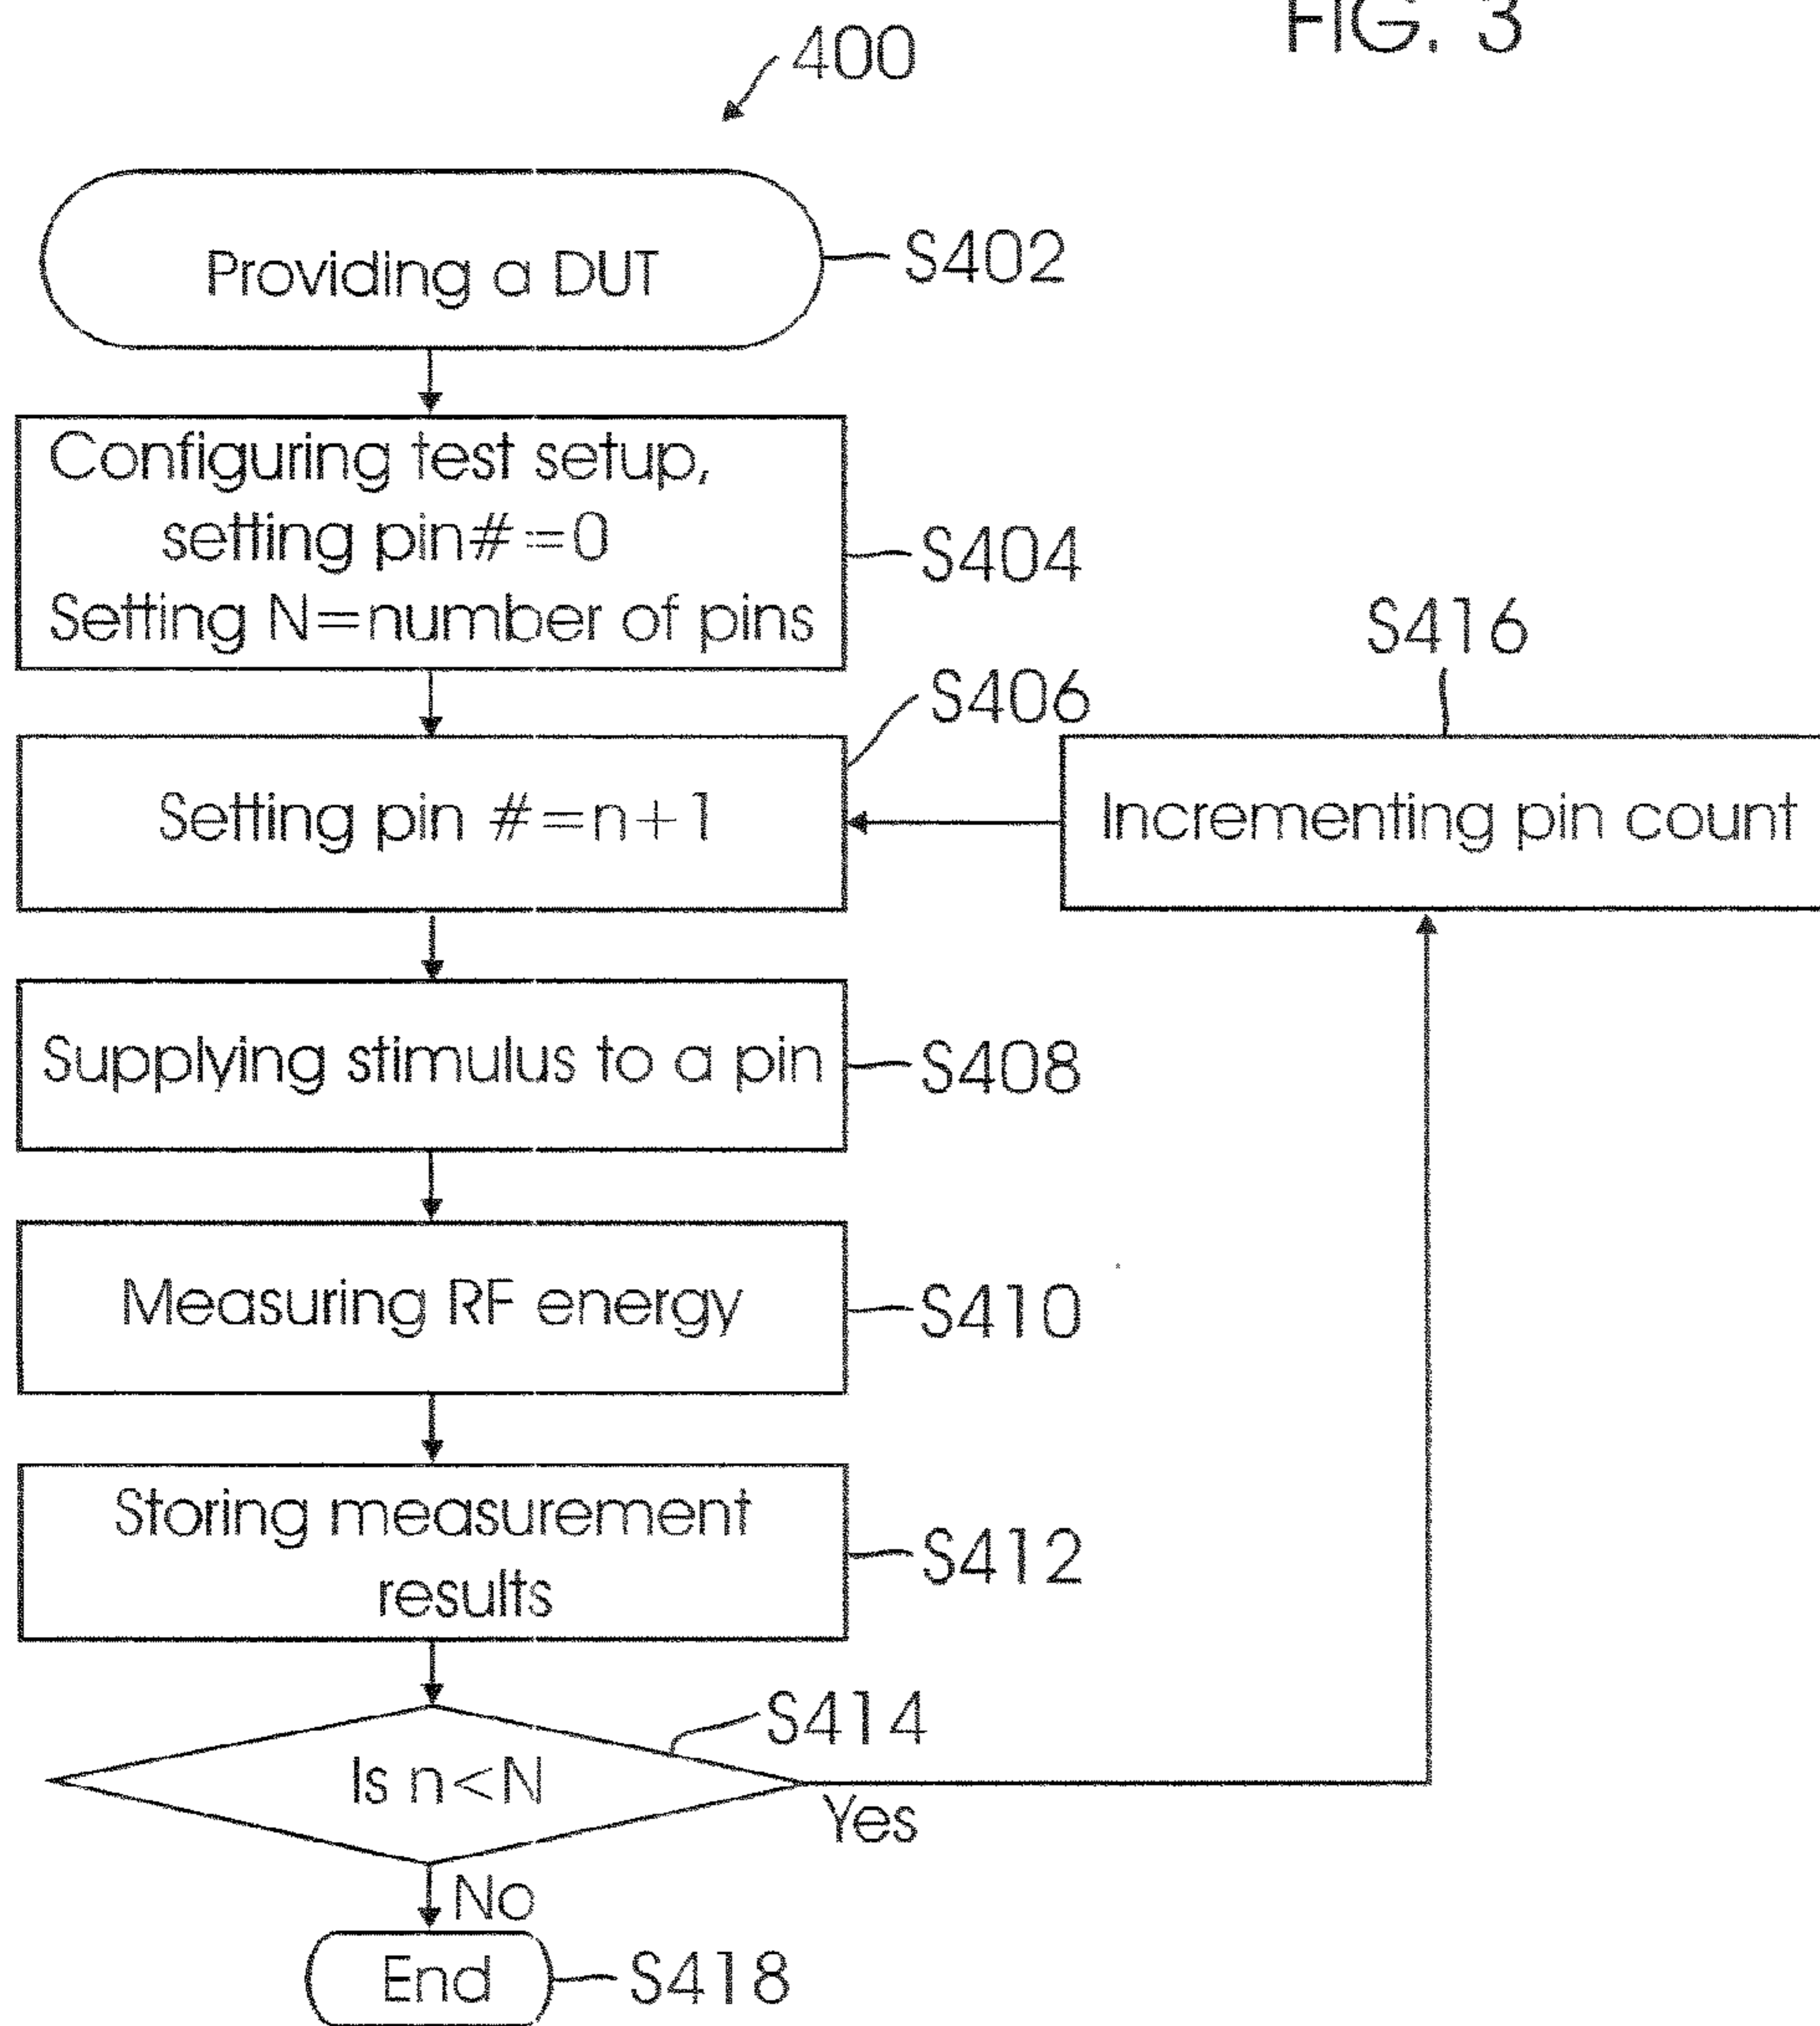 FIG. 3
400
Providing a DUT
S402
Configuring test setup,
setting pin#=0
Setting N=number of pins
S404
S416
S406
Setting pin #=n+1
Incrementing pin count
Supplying stimulus to a pin
S408
Measuring RF energy
S410
Storing measurement
results
S412
S414
Is n<N
Yes
No
End
S418